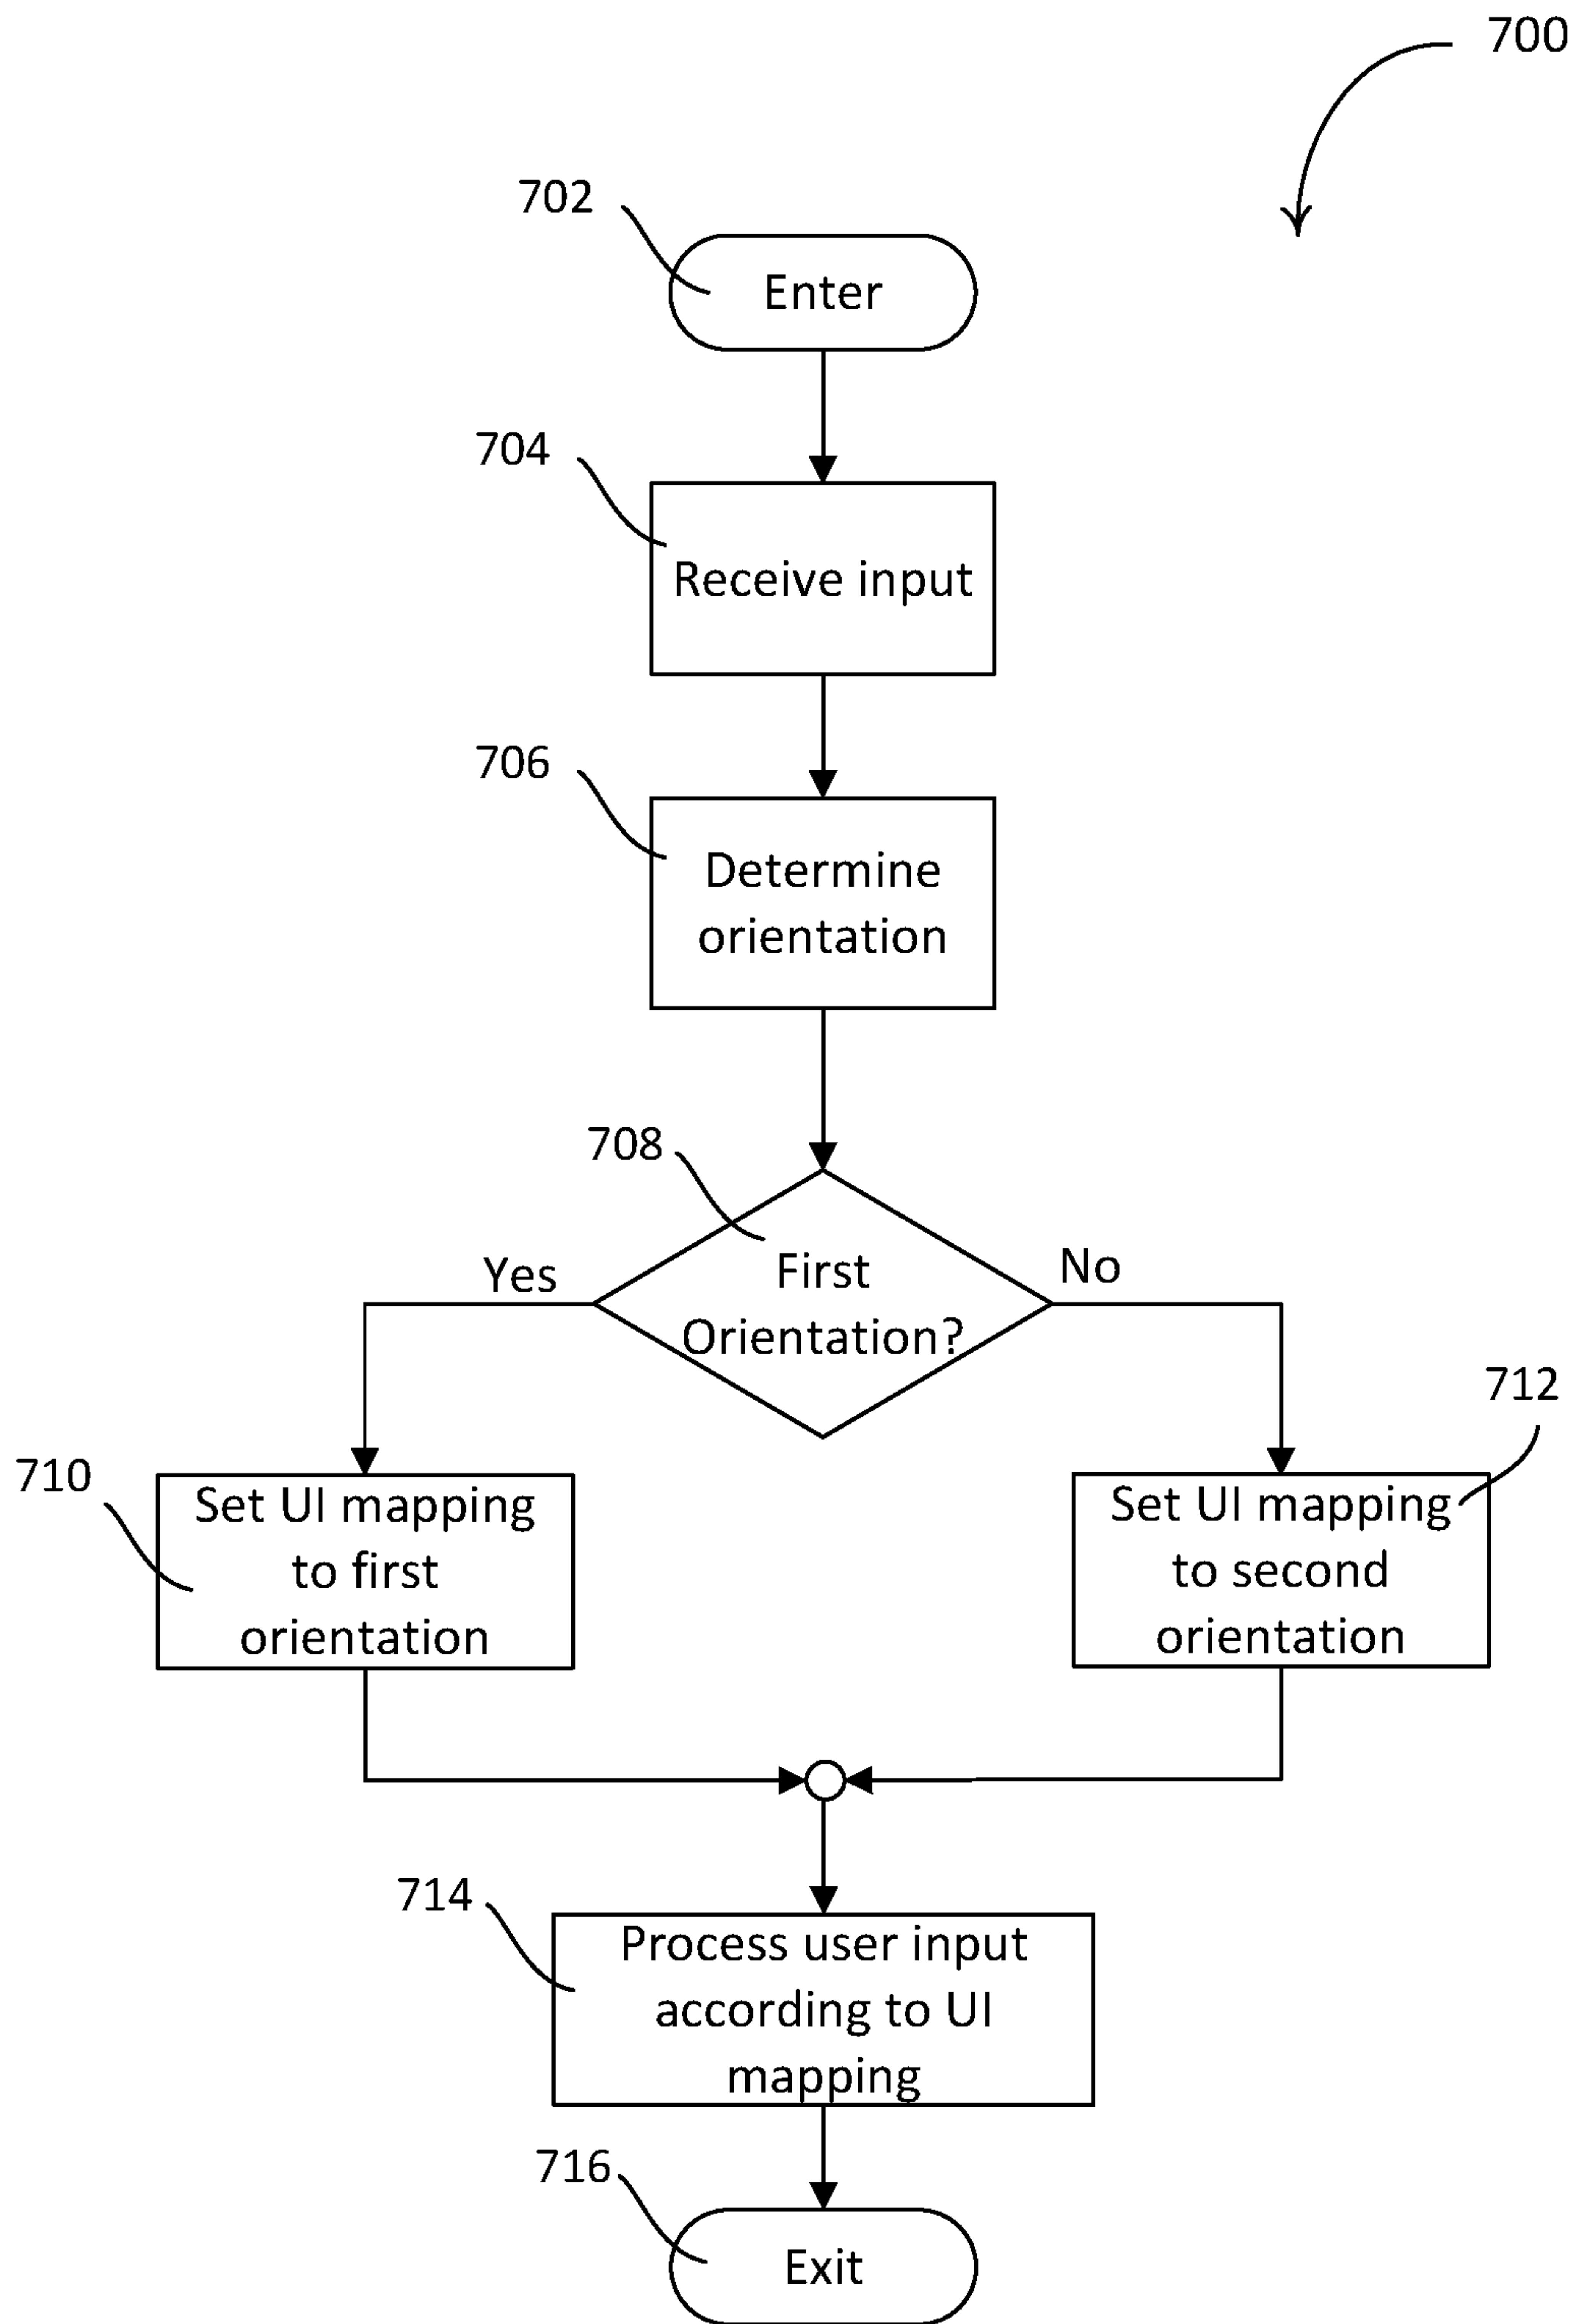 700
702
Enter
704
Receive input
706
Determine
orientation
708
Yes
First
Orientation?
No
712
710
Set UI mapping
to first
orientation
Set UI mapping
to second
orientation
714
Process user input
according to UI
mapping
716
Exit